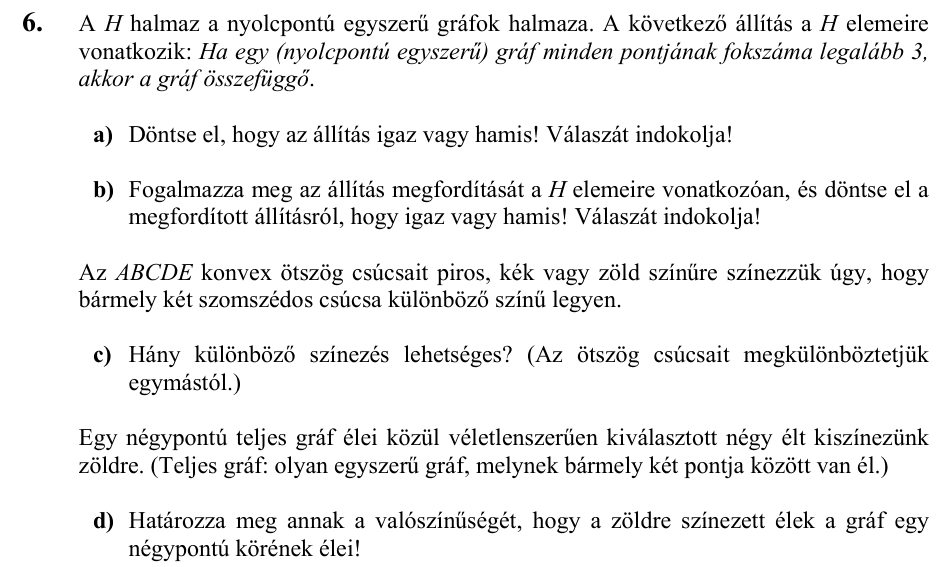 6. A H halmaz a nyolcpontú egyszerű gráfok halmaza. A következő állítás a H elemeire
vonatkozik: Ha egy (nyolcpontú egyszerű) gráf minden pontjának fokszáma legalább 3,
akkor a gráf összefüggő.
a) Döntse el, hogy az állítás igaz vagy hamis! Válaszát indokolja!
b) Fogalmazza meg az állítás megfordítását a H elemeire vonatkozóan, és döntse el a
megfordított állításról, hogy igaz vagy hamis! Válaszát indokolja!
Az ABCDE konvex ötszög csúcsait piros, kék vagy zöld színűre színezzük úgy, hogy
bármely két szomszédos csúcsa különböző színű legyen.
c) Hány különböző színezés lehetséges? (Az ötszög csúcsait megkülönböztetjük
egymástól.)
Egy négypontú teljes gráf élei közül véletlenszerűen kiválasztott négy élt kiszínezünk
zöldre. (Teljes gráf: olyan egyszerű gráf, melynek bármely két pontja között van él.)
d) Határozza meg annak a valószínűségét, hogy a zöldre színezett élek a gráf egy
négypontú körének élei!